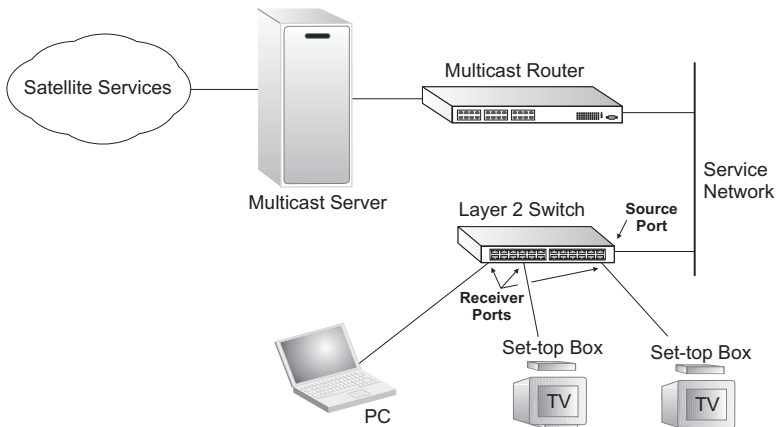 Satellite Services
Multicast Router
Multicast Server
Service
Network
Layer 2 Switch
Source
Port
Receiver
Ports
Set-top Box
Set-top Box
PC
TV
TV